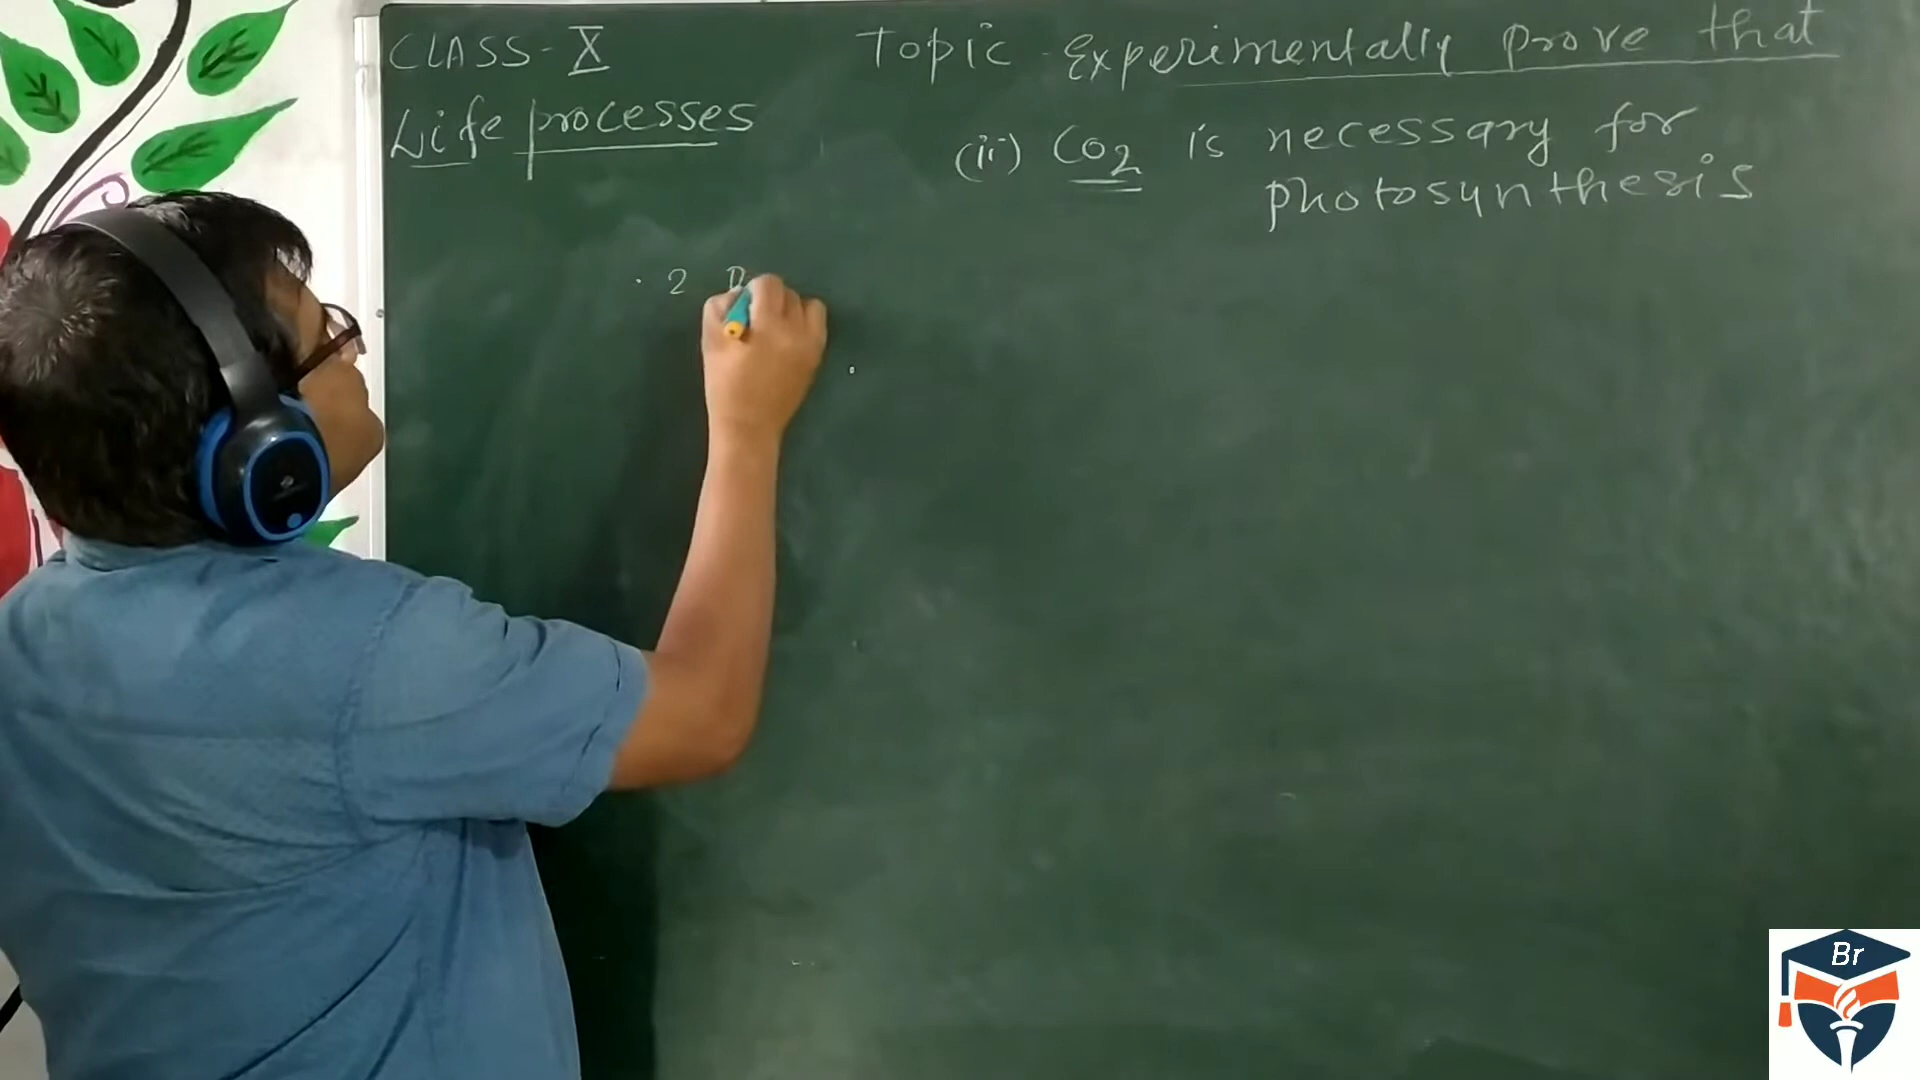 CLASS - X
Life processes
Topic - Experimentally prove that
(ii) CO2 is necessary for
photosynthesis
. 2
Br